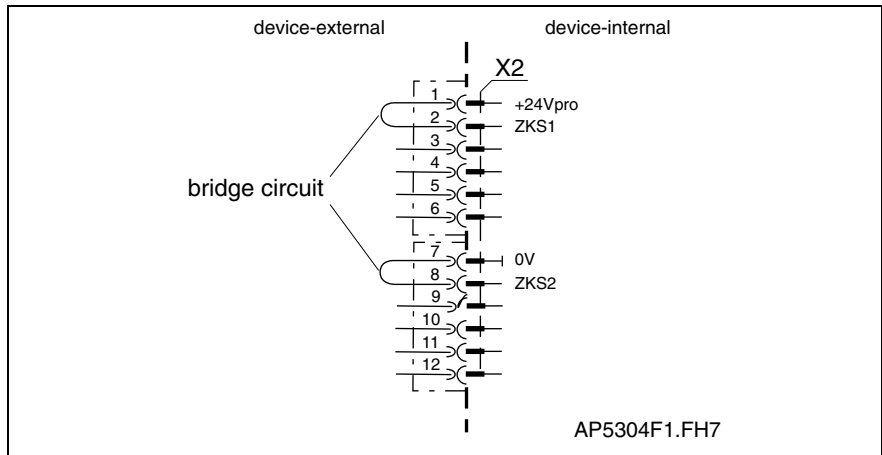 device-external device-internal
X2
1 +24Vpro
2 ZKS1
3
4
5
bridge circuit
6
7 0V
8 ZKS2
9
10
11
12
AP5304F1.FH7